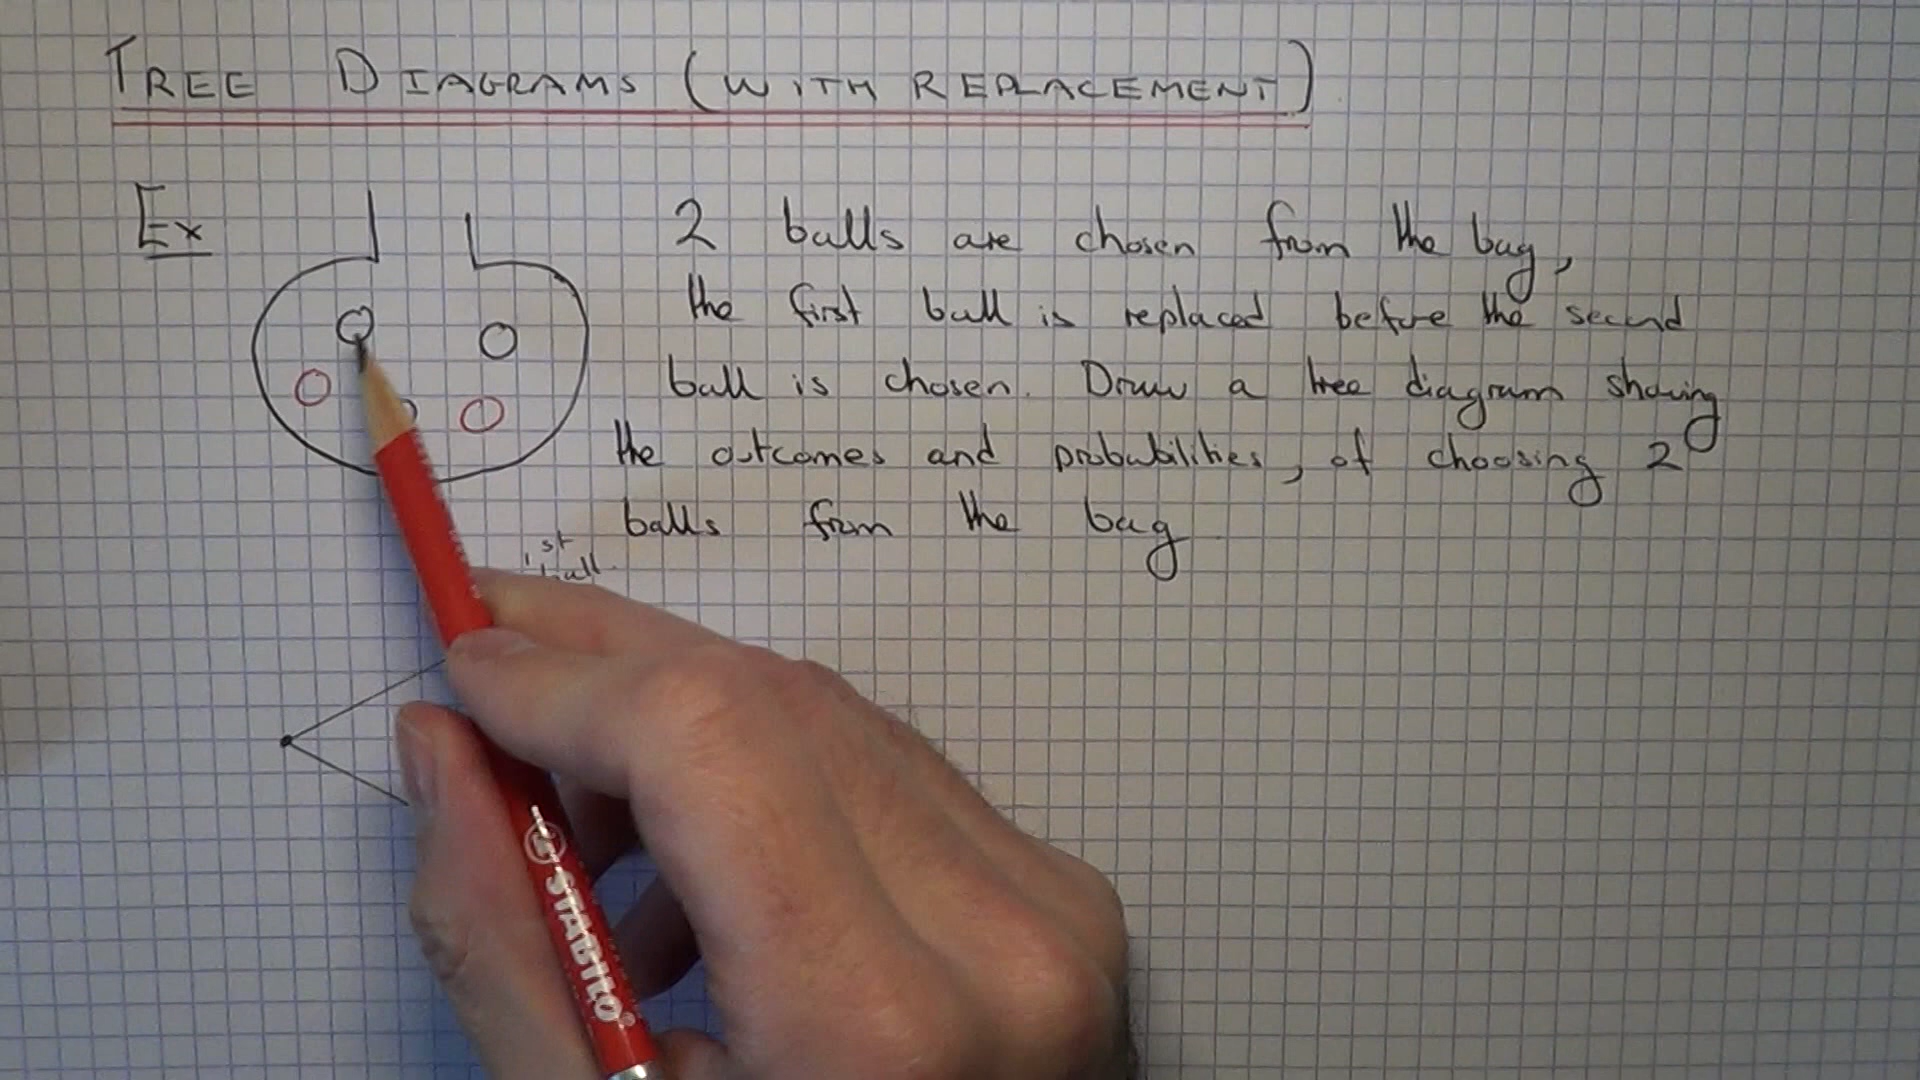 TREE DIAGRAMS (WITH REPLACEMENT)
Ex
2 balls are chosen from the bag,
the first ball is replaced before the second
ball is chosen. Draw a tree diagram showing
the outcomes and probabilities, of choosing 2
balls from the bag
1st
ball
STABILO